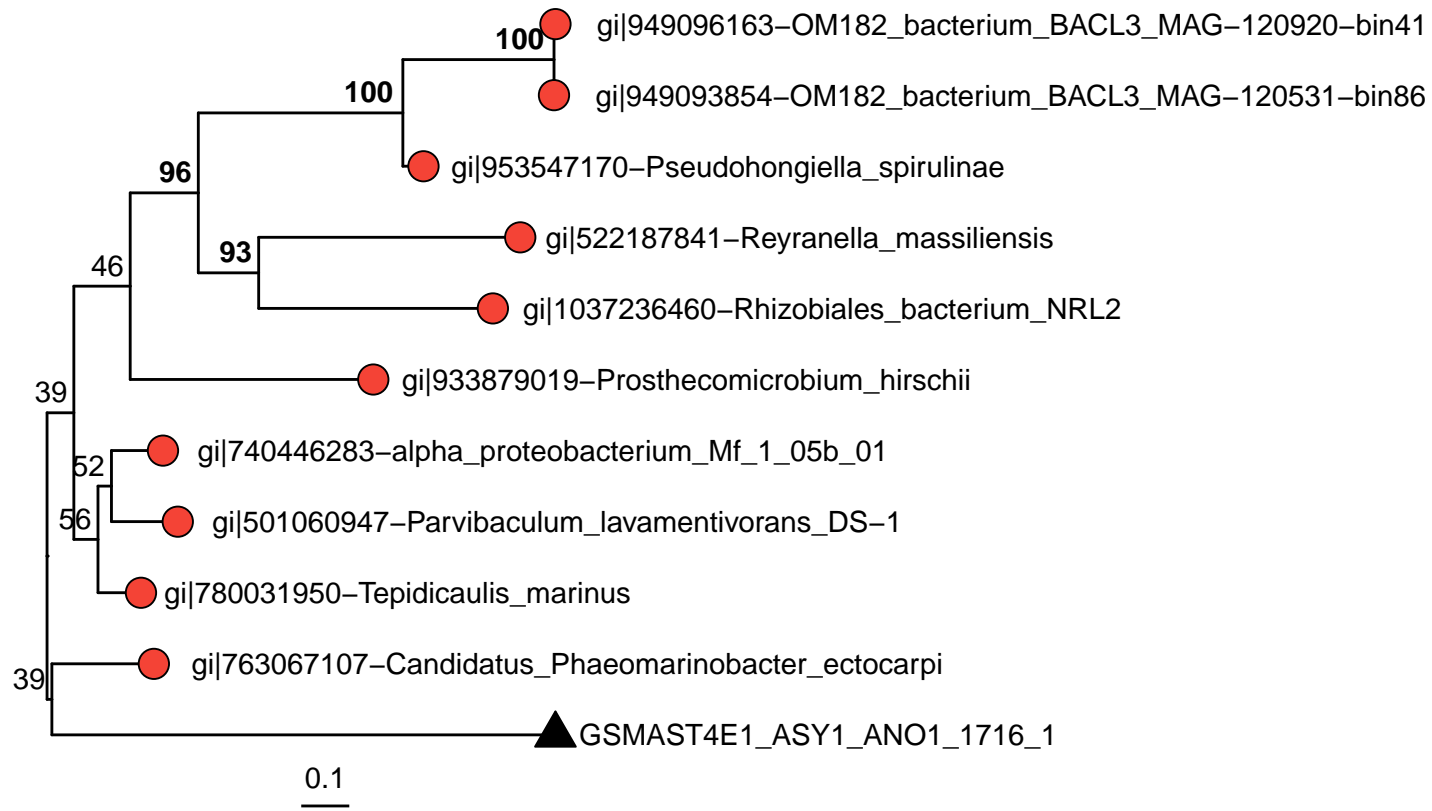 gi|949096163−OM182_bacterium_BACL3_MAG−120920−bin41
100
gi|949093854−OM182_bacterium_BACL3_MAG−120531−bin86
100
gi|953547170−Pseudohongiella_spirulinae
96
gi|522187841−Reyranella_massiliensis
93
46
gi|1037236460−Rhizobiales_bacterium_NRL2
gi|933879019−Prosthecomicrobium_hirschii
39
gi|740446283−alpha_proteobacterium_Mf_1_05b_01
52
gi|501060947−Parvibaculum_lavamentivorans_DS−1
56
gi|780031950−Tepidicaulis_marinus
gi|763067107−Candidatus_Phaeomarinobacter_ectocarpi
39
GSMAST4E1_ASY1_ANO1_1716_1
0.1